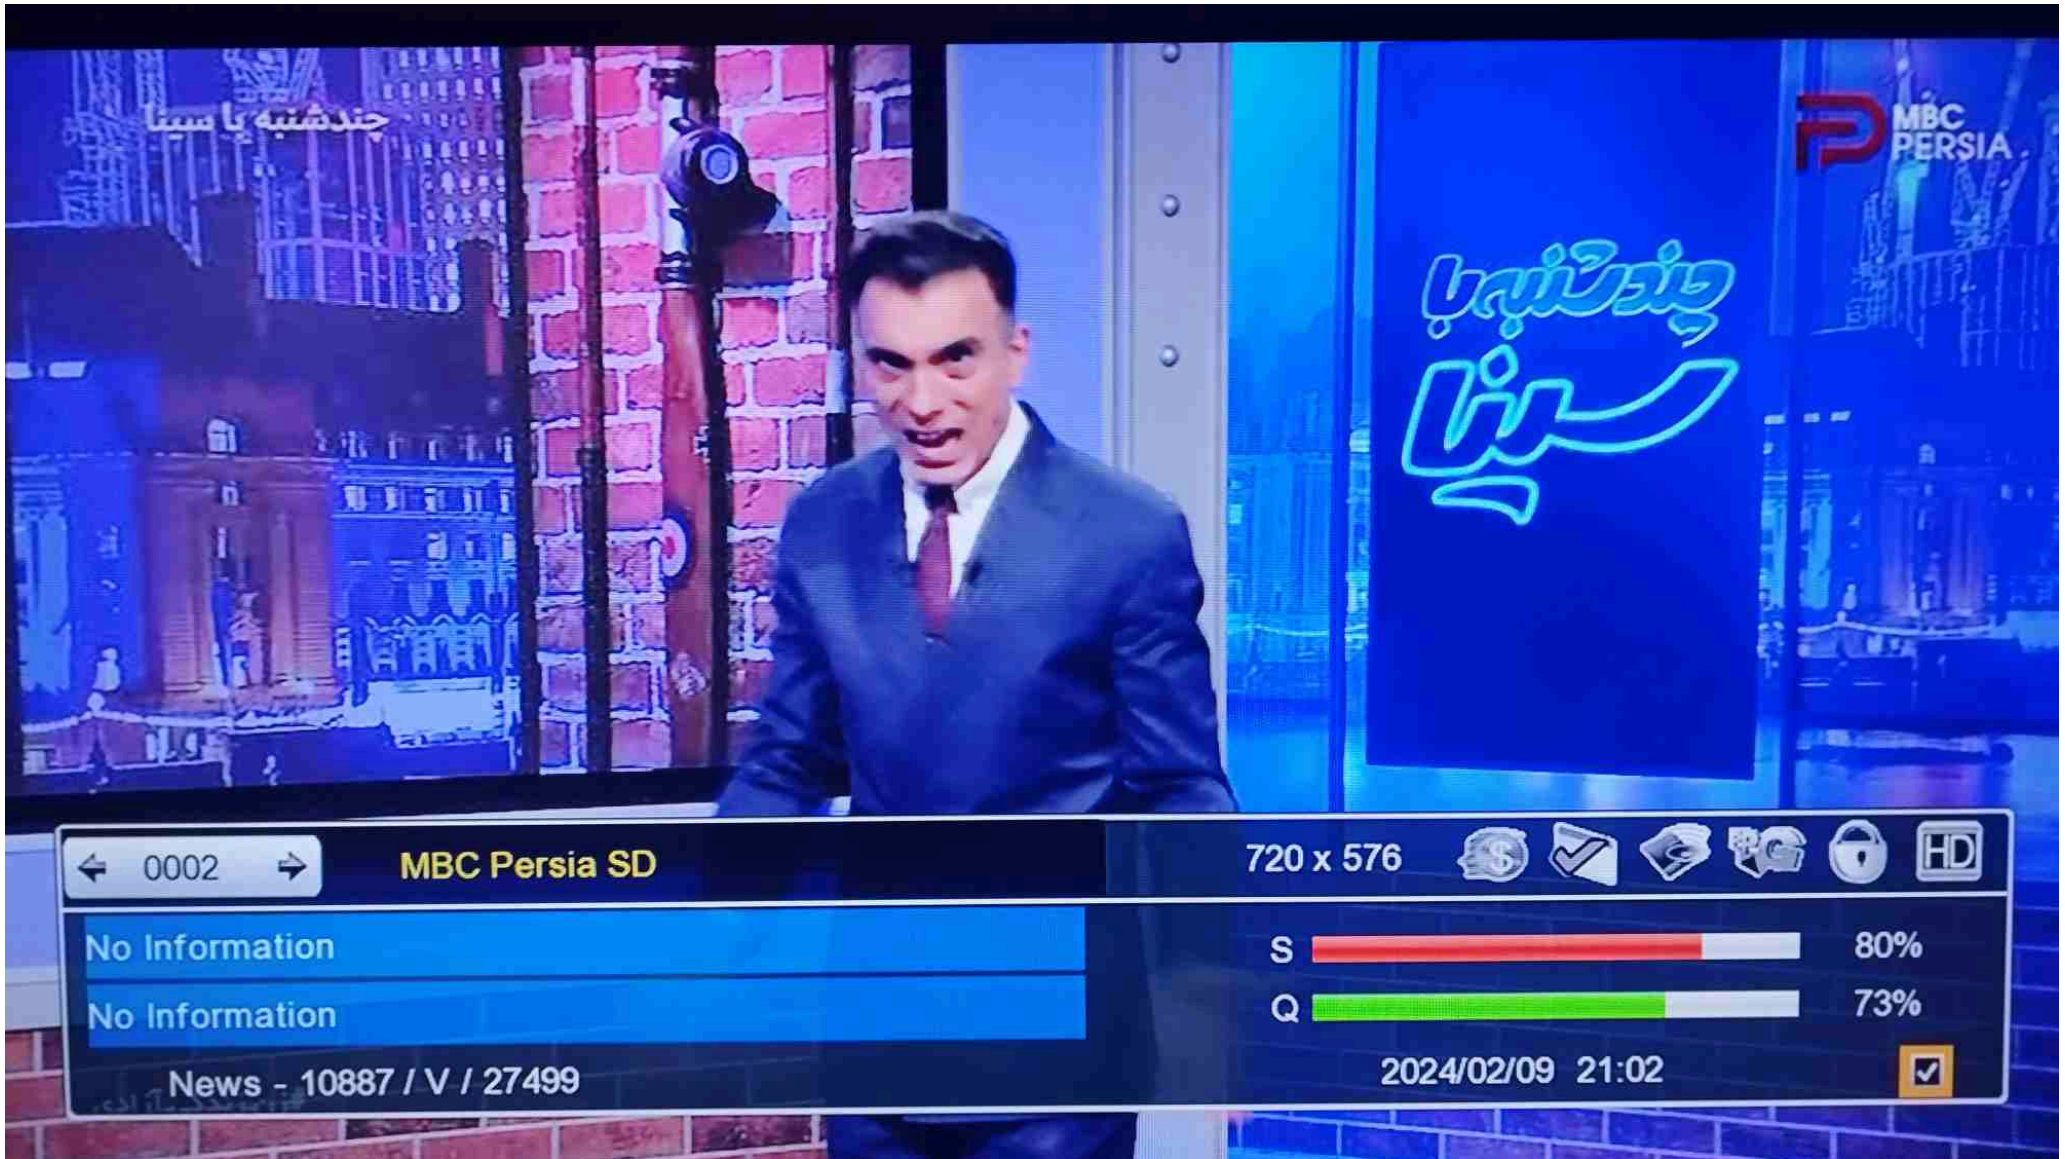 چندشنبه با سینا
MBC
PERSIA
چندشنبه با
سینا
0002
MBC Persia SD
720 x 576
$
HD
No Information
No Information
S
80%
Q
73%
News - 10887 / V / 27499
2024/02/09 21:02